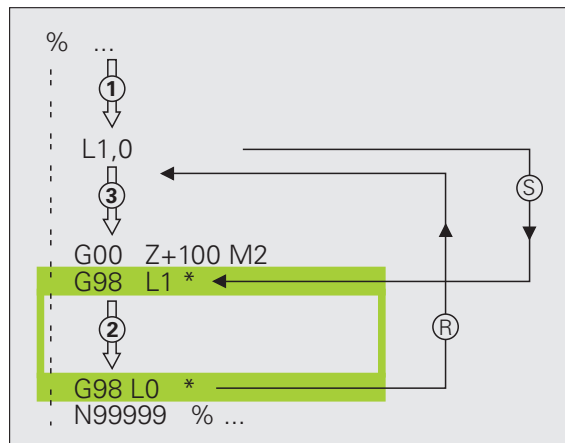 % ...
1
L1,0
S
3
G00 Z+100 M2
G98 L1 *
2
R
G98 L0 *
N99999 % ...